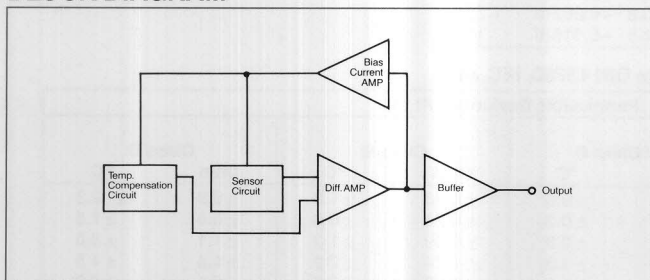 Bias
Current
AMP
Temp.
Compensation
Circuit
Sensor
Circuit
Diff. AMP
Buffer
Output